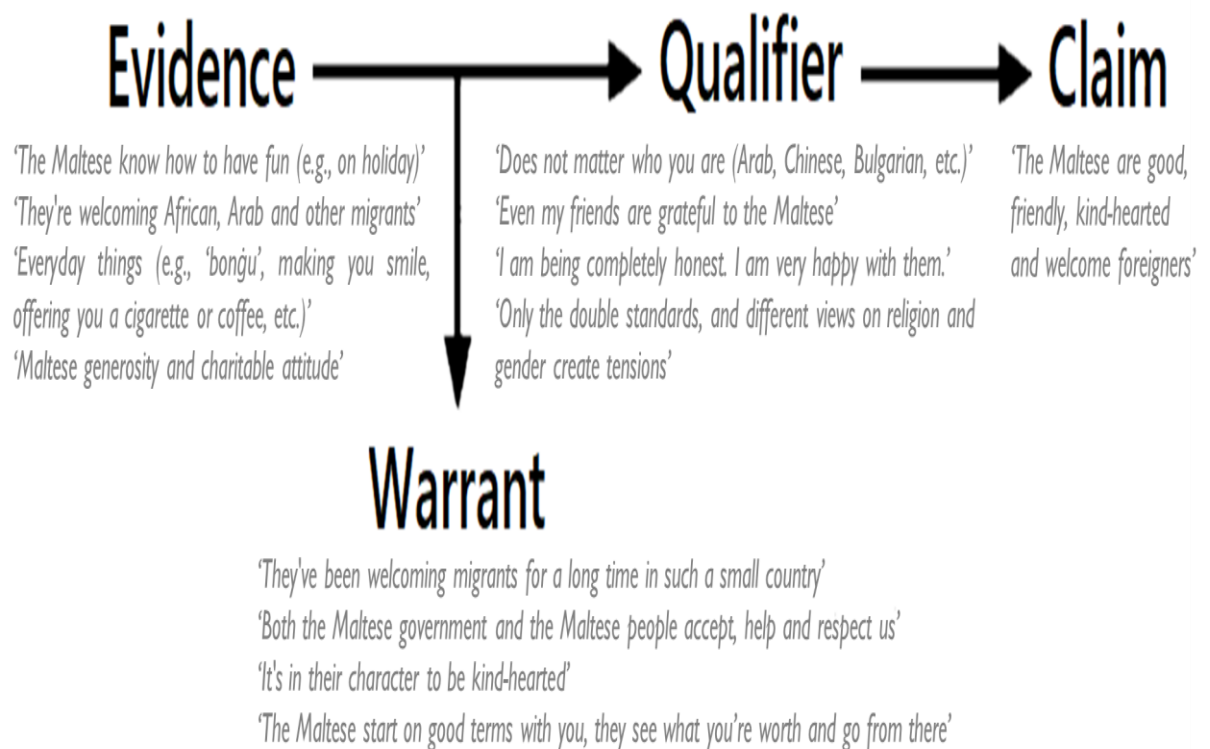 Evidence
Qualifier
Claim
‘The Maltese know how to have fun (e.g., on holiday)’
‘They're welcoming African, Arab and other migrants’
‘Everyday things (e.g., ‘bonġu’, making you smile,
offering you a cigarette or coffee, etc.)’
‘Maltese generosity and charitable attitude’
‘Does not matter who you are (Arab, Chinese, Bulgarian, etc.)’
‘Even my friends are grateful to the Maltese’
‘I am being completely honest. I am very happy with them.’
‘Only the double standards, and different views on religion and
gender create tensions’
‘The Maltese are good,
friendly, kind-hearted
and welcome foreigners’
Warrant
‘They've been welcoming migrants for a long time in such a small country’
‘Both the Maltese government and the Maltese people accept, help and respect us’
‘It's in their character to be kind-hearted’
‘The Maltese start on good terms with you, they see what you’re worth and go from there’